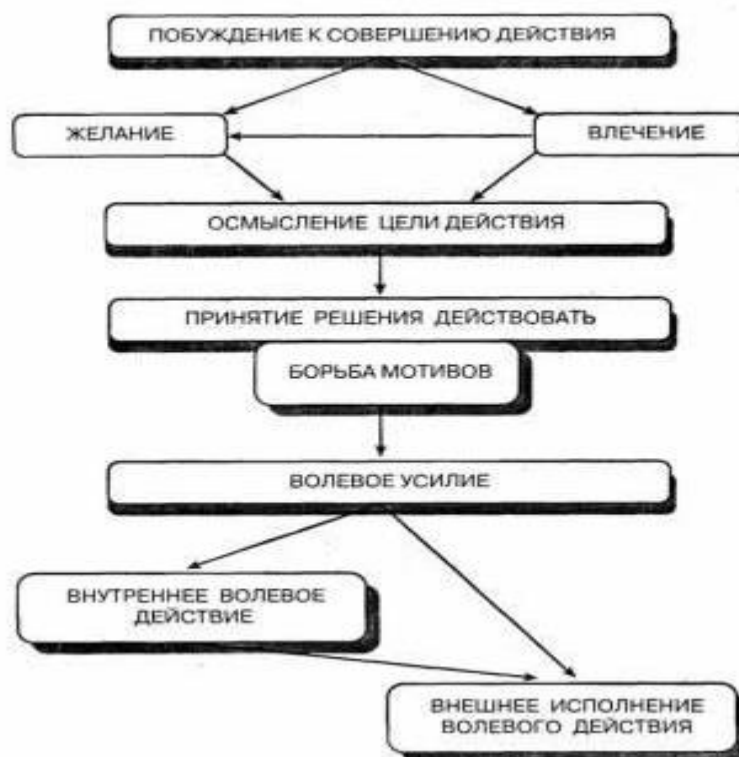 ПОБУЖДЕНИЕ К СОВЕРШЕНИЮ ДЕЙСТВИЯ
ЖЕЛАНИЕ
ВЛЕЧЕНИЕ
ОСМЫСЛЕНИЕ ЦЕЛИ ДЕЙСТВИЯ
ПРИНЯТИЕ РЕШЕНИЯ ДЕЙСТВОВАТЬ
БОРЬБА МОТИВОВ
ВОЛЕВОЕ УСИЛИЕ
ВНУТРЕННЕЕ ВОЛЕВОЕ
ДЕЙСТВИЕ
ВНЕШНЕЕ ИСПОЛНЕНИЕ
ВОЛЕВОГО ДЕЙСТВИЯ